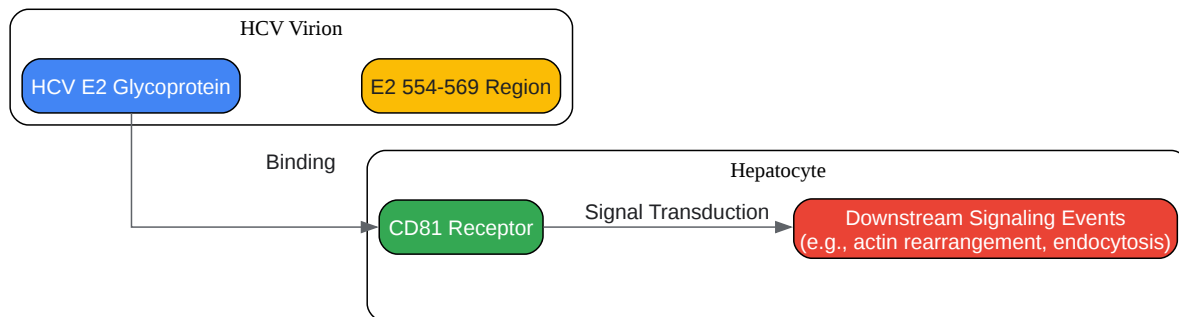 HCV Virion
HCV E2 Glycoprotein
E2 554-569 Region
Binding
Hepatocyte
CD81 Receptor
Signal Transduction
Downstream Signaling Events
(e.g., actin rearrangement, endocytosis)